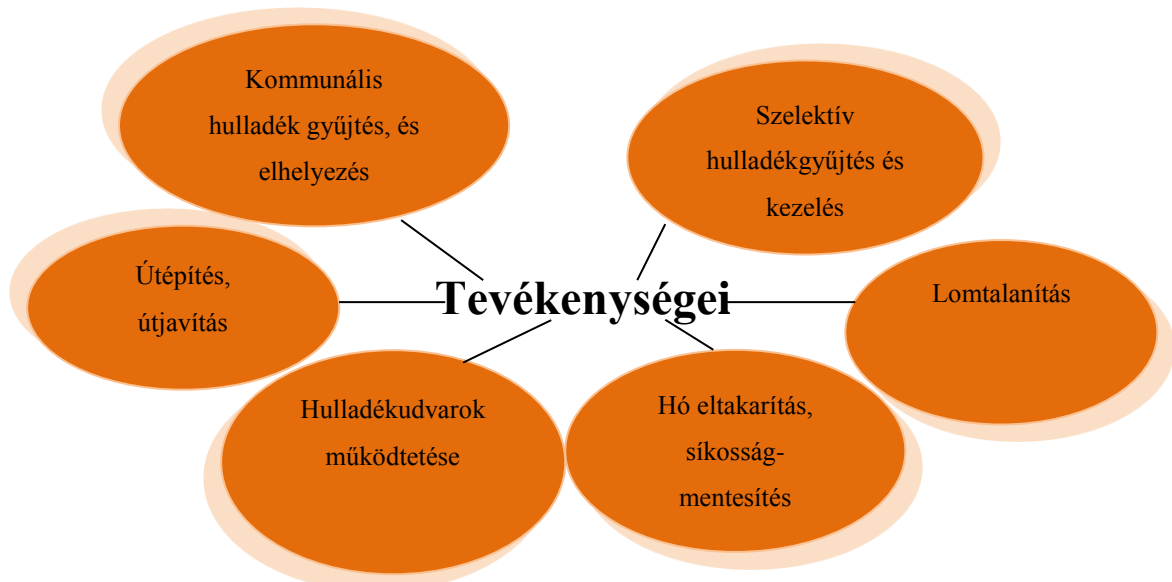 Kommunális
hulladék gyűjtés, és
elhelyezés
Szelektív
hulladékgyűjtés és
kezelés
Útépítés,
útjavítás
Tevékenységei
Lomtalanítás
Hulladékudvarok
működtetése
Hó eltakarítás,
síkosság-
mentesítés